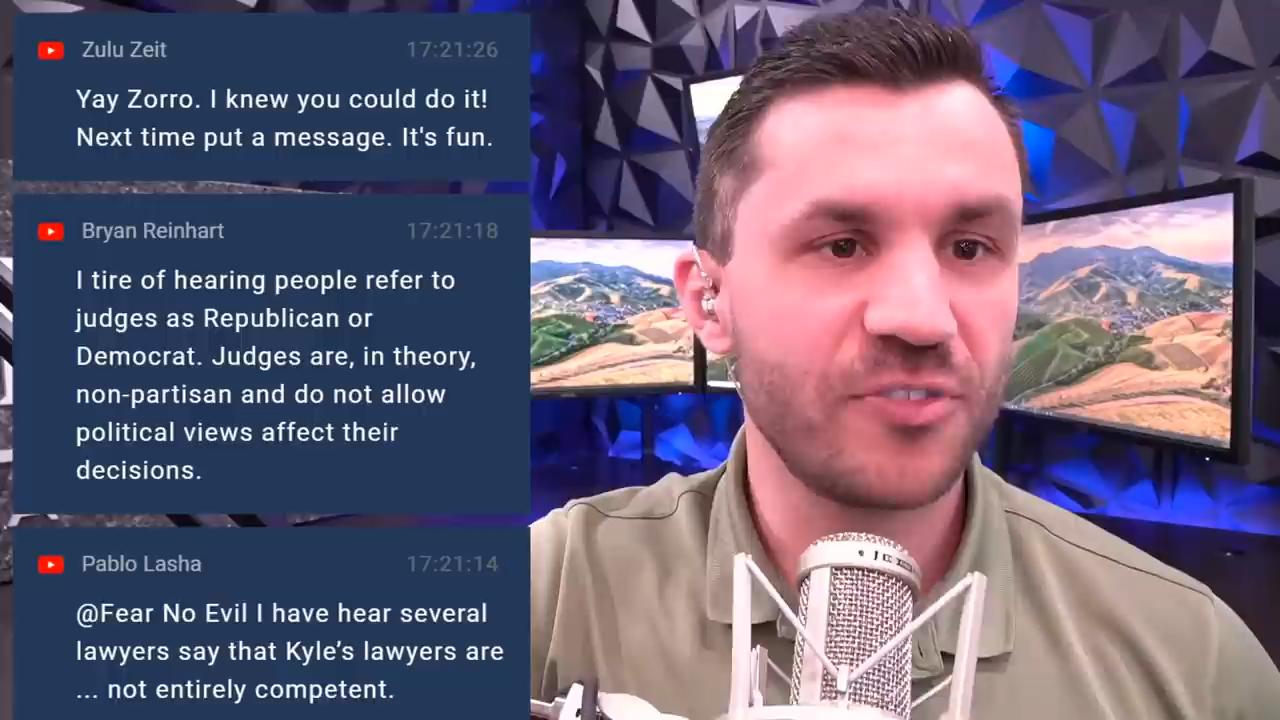 Zulu Zeit 17:21:26
Yay Zorro. I knew you could do it!
Next time put a message. It's fun.
Bryan Reinhart 17:21:18
I tire of hearing people refer to
judges as Republican or
Democrat. Judges are, in theory,
non-partisan and do not allow
political views affect their
decisions.
Pablo Lasha 17:21:14
@Fear No Evil I have hear several
lawyers say that Kyle’s lawyers are
... not entirely competent.